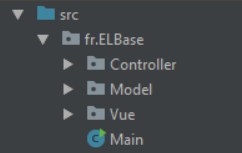 src
fr.ELBase
Controller
Model
Vue
Main